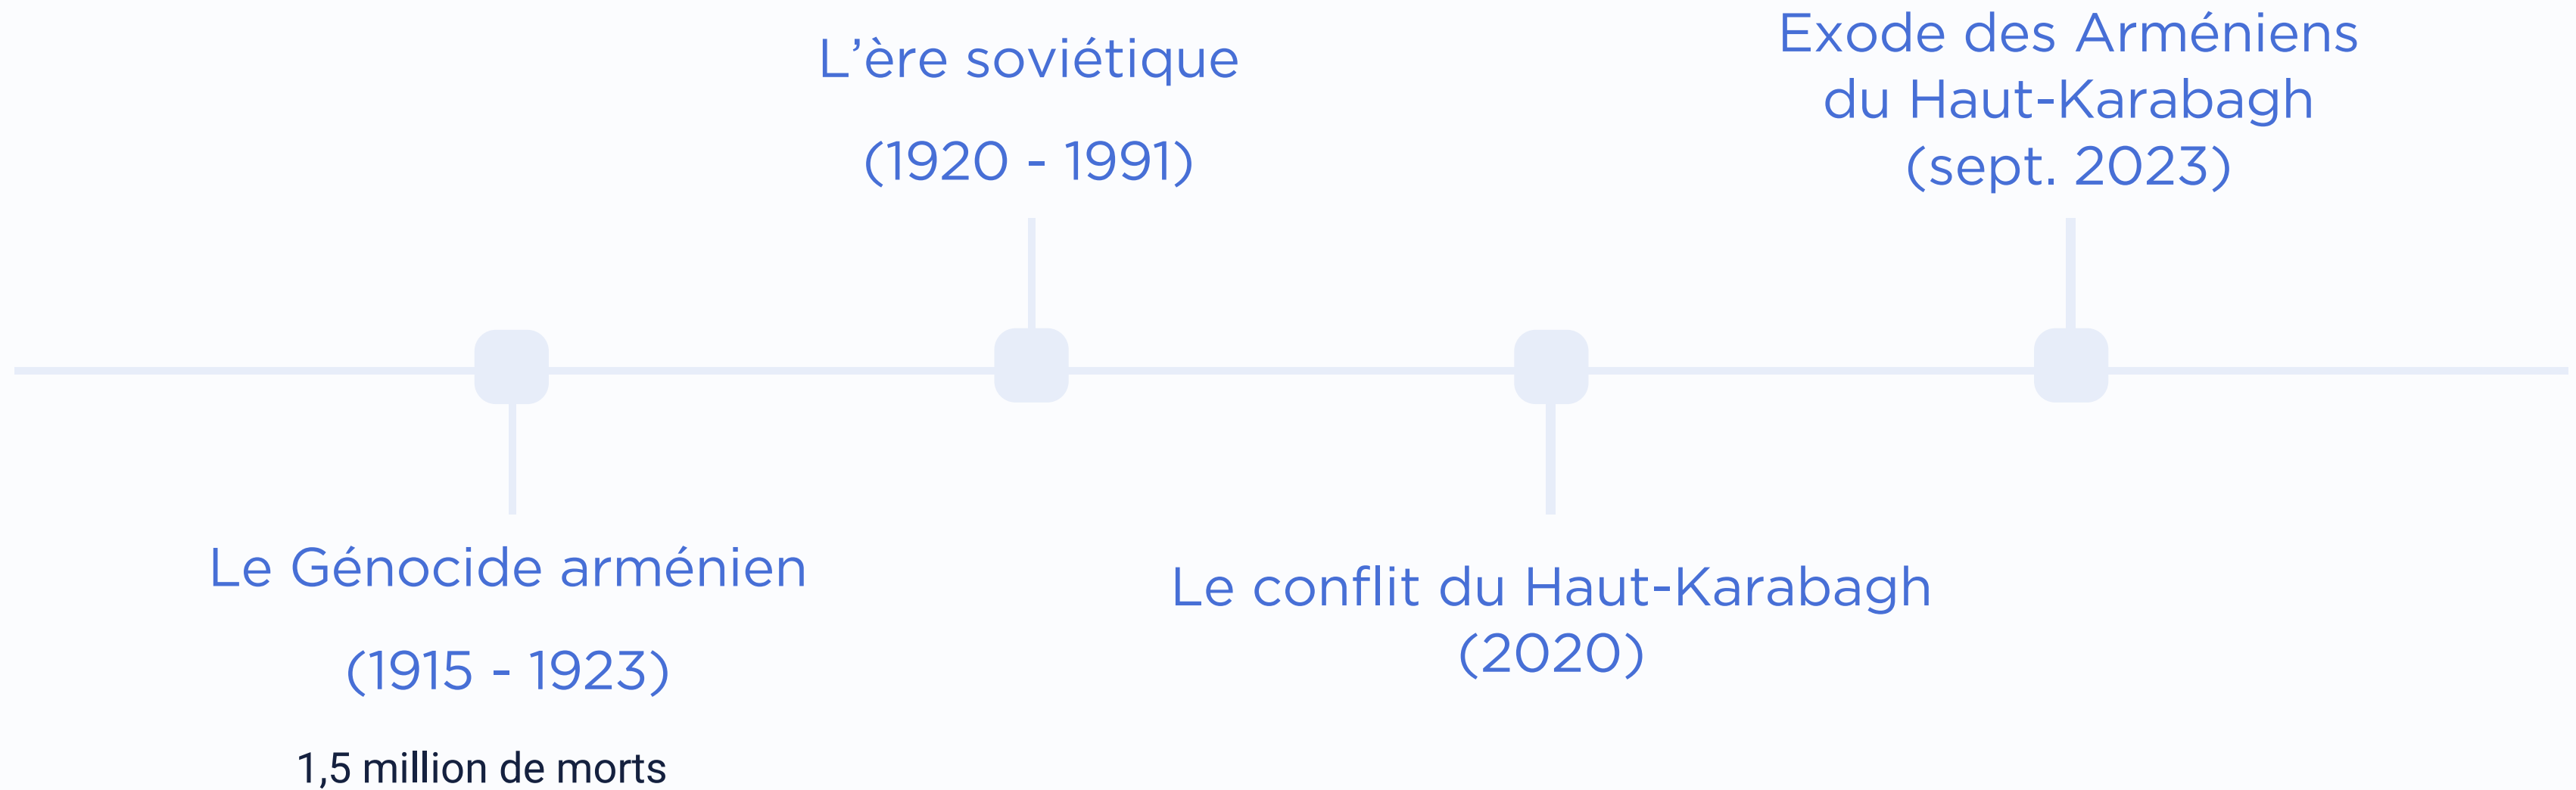 L’ère soviétique
(1920 - 1991)
Exode des Arméniens
du Haut-Karabagh
(sept. 2023)
Le Génocide arménien
(1915 - 1923)
1,5 million de morts
Le conflit du Haut-Karabagh
(2020)